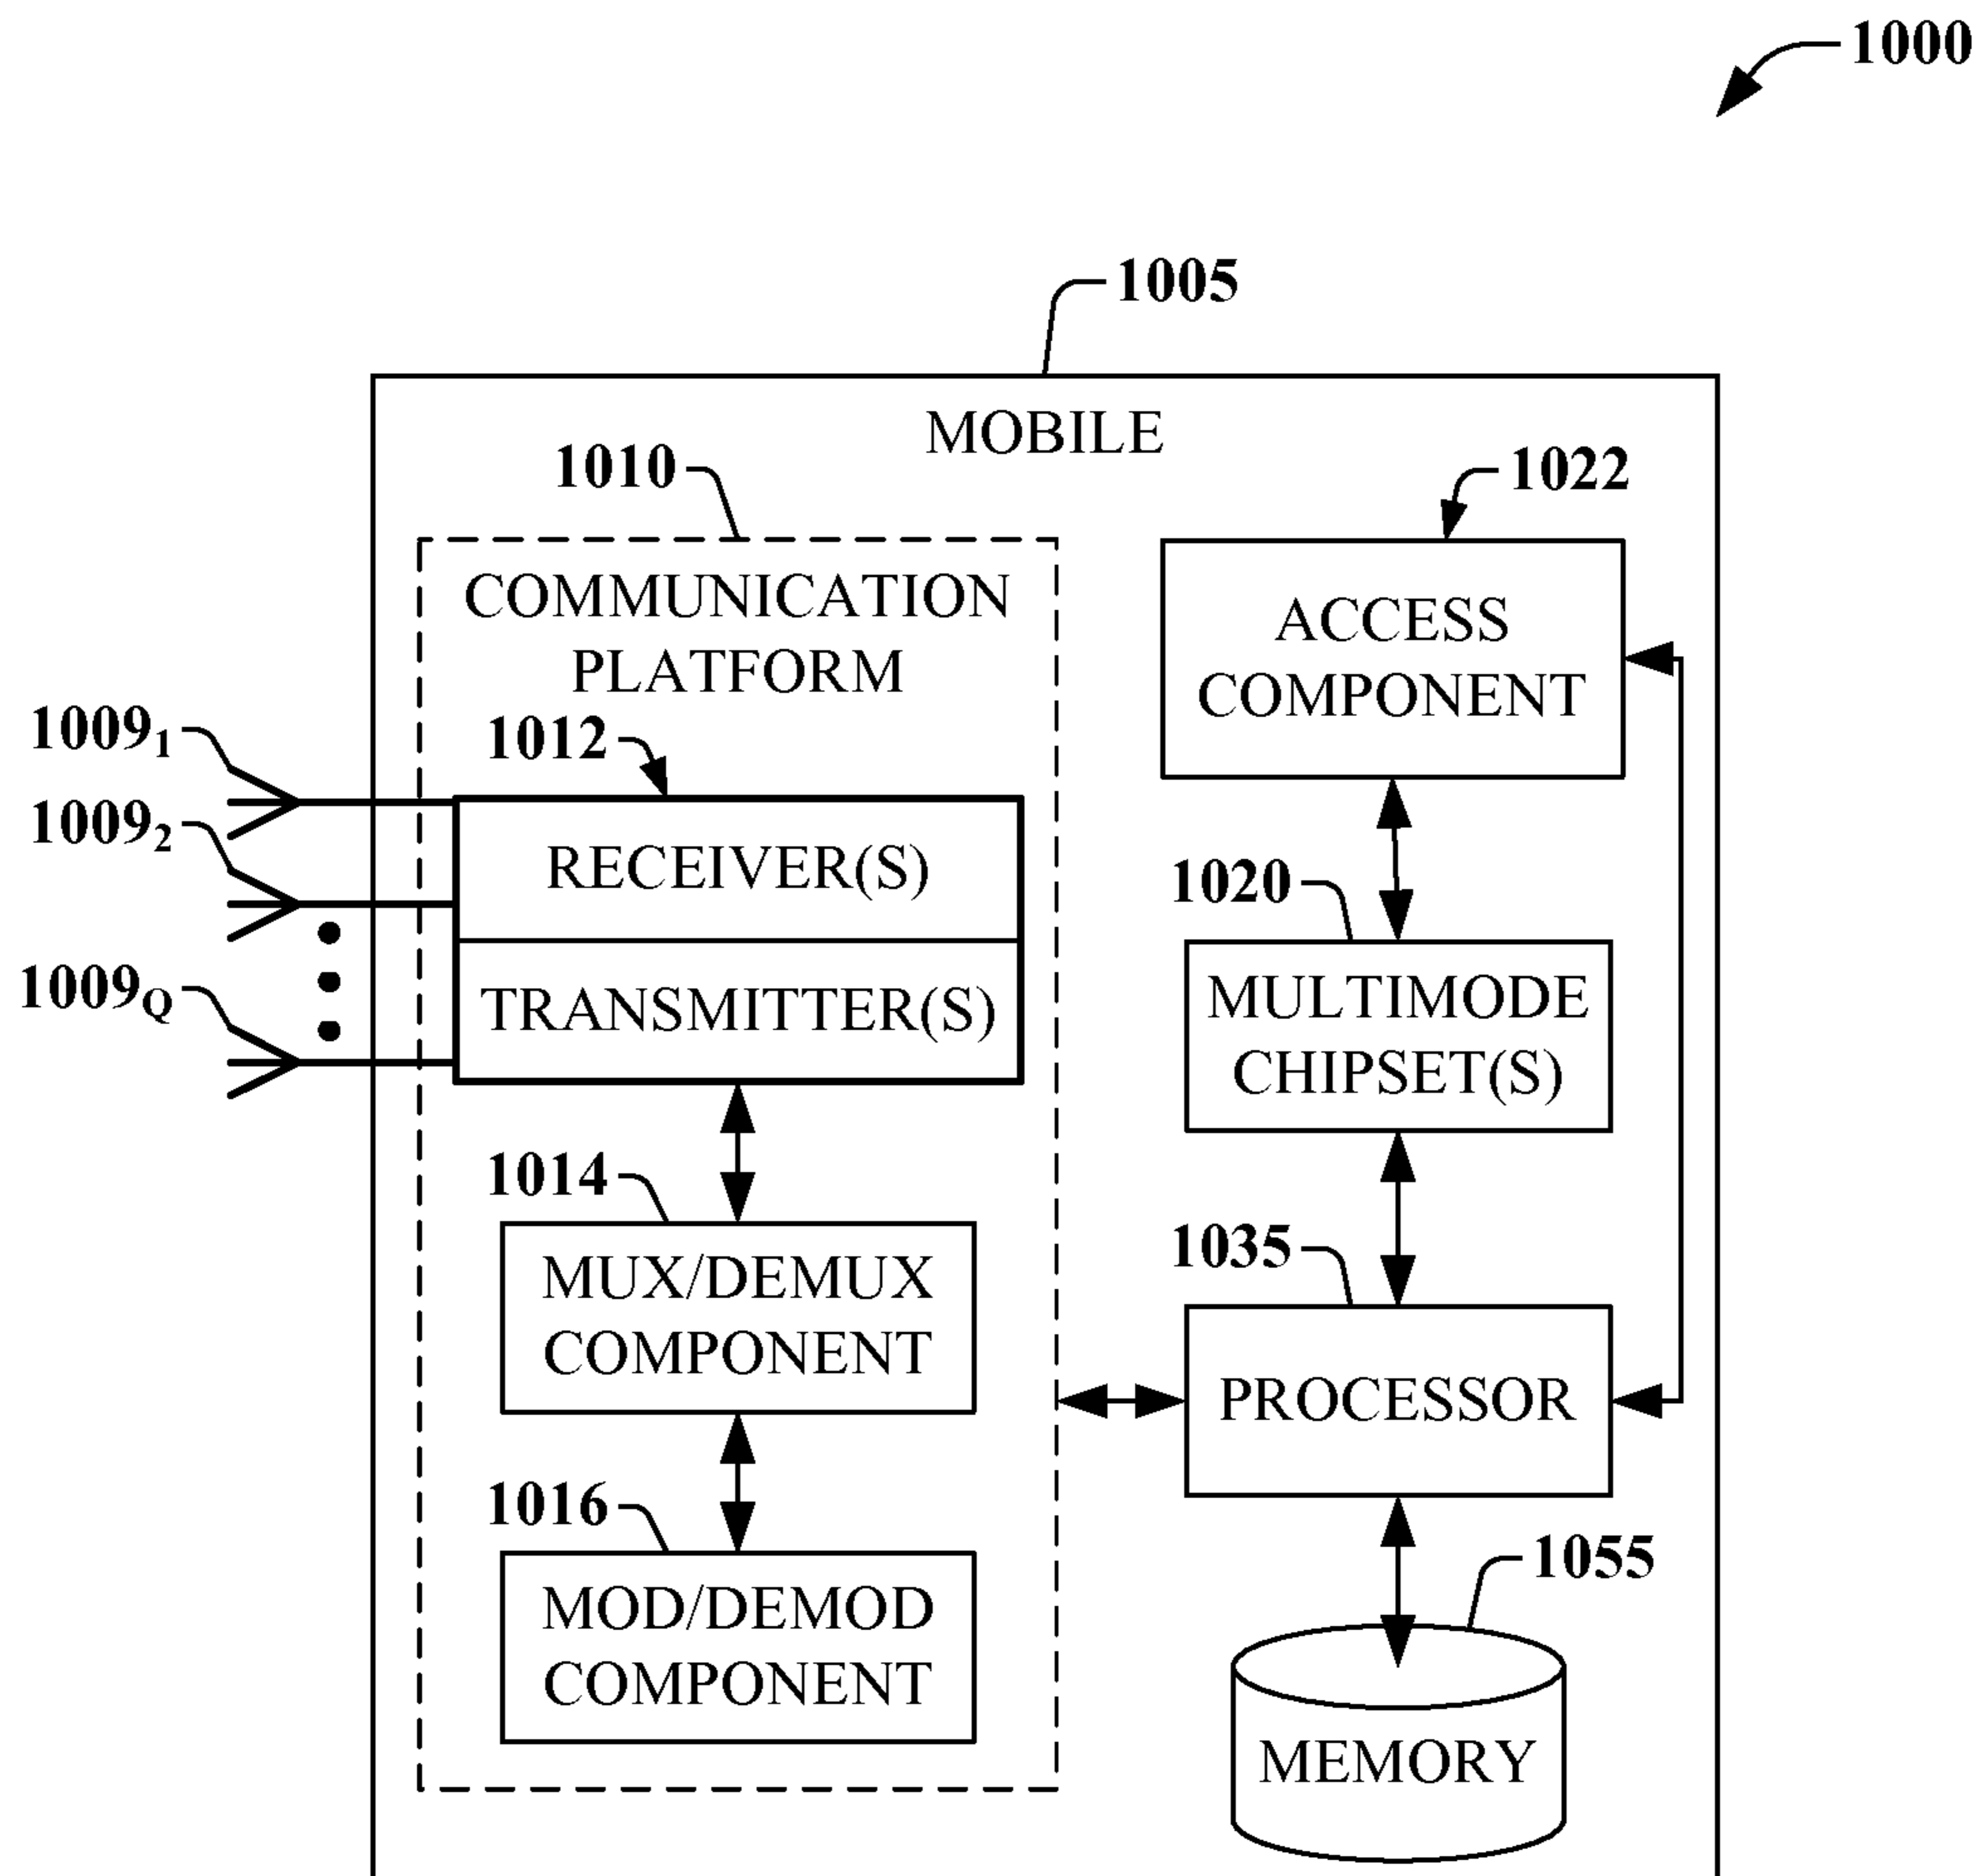 1000
1005
MOBILE
1010
1022
COMMUNICATION
PLATFORM
ACCESS
COMPONENT
1009₁
1012
1009₂
RECEIVER(S)
1020
1009Q
TRANSMITTER(S)
MULTIMODE
CHIPSET(S)
1014
MUX/DEMUX
COMPONENT
1035
PROCESSOR
1016
MOD/DEMOD
COMPONENT
1055
MEMORY